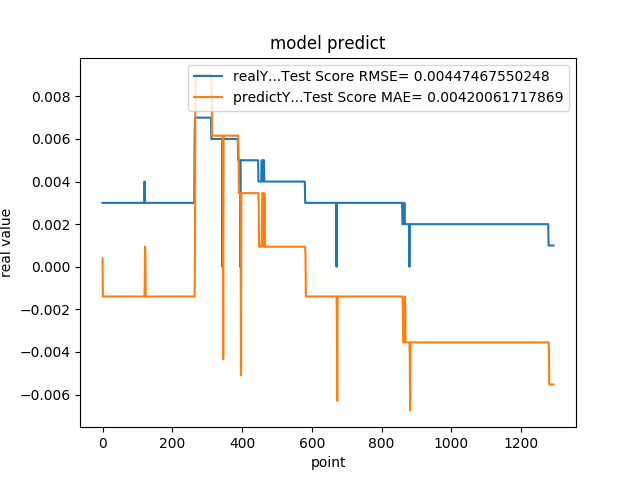 model predict
realY...Test Score RMSE= 0.00447467550248
predictY...Test Score MAE= 0.00420061717869
real value
0.008
0.006
0.004
0.002
0.000
−0.002
−0.004
−0.006
0 200 400 600 800 1000 1200
point